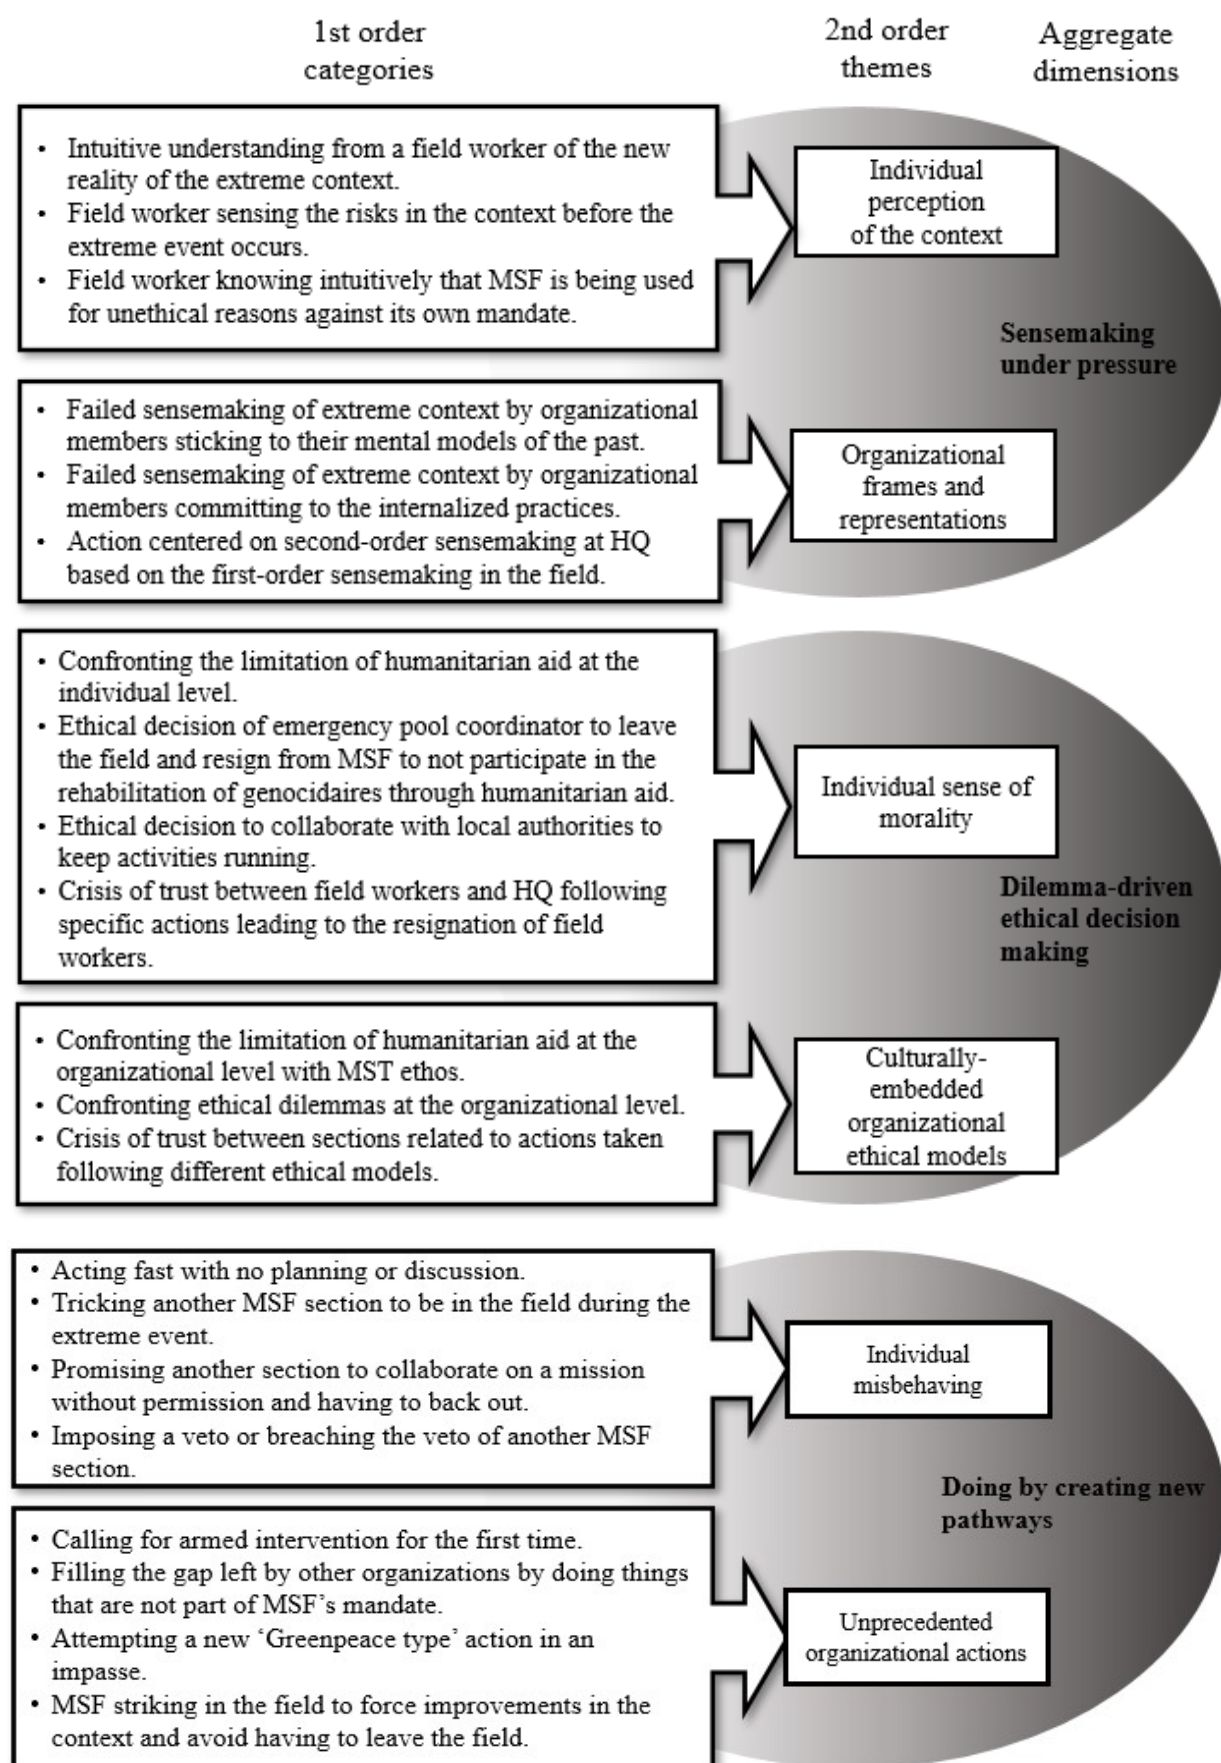 1st order
categories
2nd order
themes
Aggregate
dimensions
• Intuitive understanding from a field worker of the new
reality of the extreme context.
• Field worker sensing the risks in the context before the
extreme event occurs.
• Field worker knowing intuitively that MSF is being used
for unethical reasons against its own mandate.
Individual
perception
of the context
Sensemaking
under pressure
• Failed sensemaking of extreme context by organizational
members sticking to their mental models of the past.
• Failed sensemaking of extreme context by organizational
members committing to the internalized practices.
• Action centered on second-order sensemaking at HQ
based on the first-order sensemaking in the field.
Organizational
frames and
representations
• Confronting the limitation of humanitarian aid at the
individual level.
• Ethical decision of emergency pool coordinator to leave
the field and resign from MSF to not participate in the
rehabilitation of genocidaires through humanitarian aid.
• Ethical decision to collaborate with local authorities to
keep activities running.
• Crisis of trust between field workers and HQ following
specific actions leading to the resignation of field
workers.
Individual sense of
morality
Dilemma-driven
ethical decision
making
• Confronting the limitation of humanitarian aid at the
organizational level with MST ethos.
• Confronting ethical dilemmas at the organizational level.
• Crisis of trust between sections related to actions taken
following different ethical models.
Culturally-
embedded
organizational
ethical models
• Acting fast with no planning or discussion.
• Tricking another MSF section to be in the field during the
extreme event.
• Promising another section to collaborate on a mission
without permission and having to back out.
• Imposing a veto or breaching the veto of another MSF
section.
Individual
misbehaving
Doing by creating new
pathways
• Calling for armed intervention for the first time.
• Filling the gap left by other organizations by doing things
that are not part of MSF’s mandate.
• Attempting a new ‘Greenpeace type’ action in an
impasse.
• MSF striking in the field to force improvements in the
context and avoid having to leave the field.
Unprecedented
organizational actions